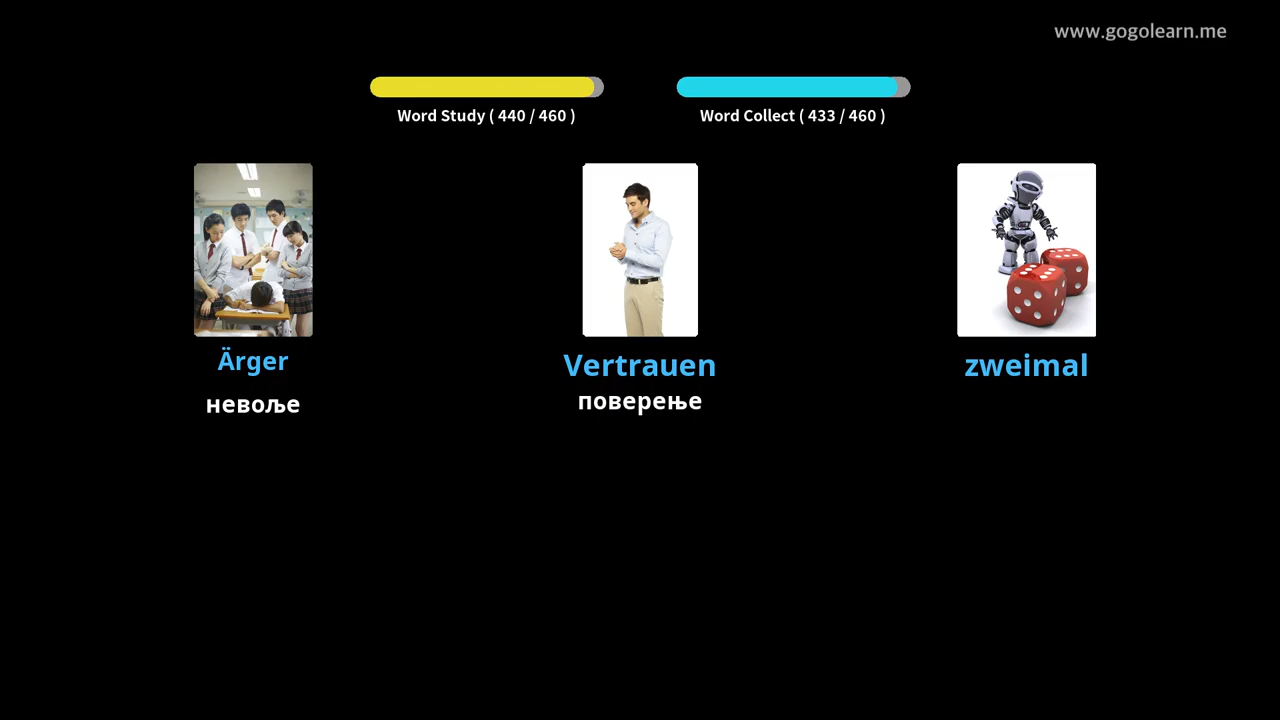 www.gogolearn.me
Word Study ( 440 / 460 )
Word Collect ( 433 / 460 )
Ärger
невоље
Vertrauen
поверење
zweimal